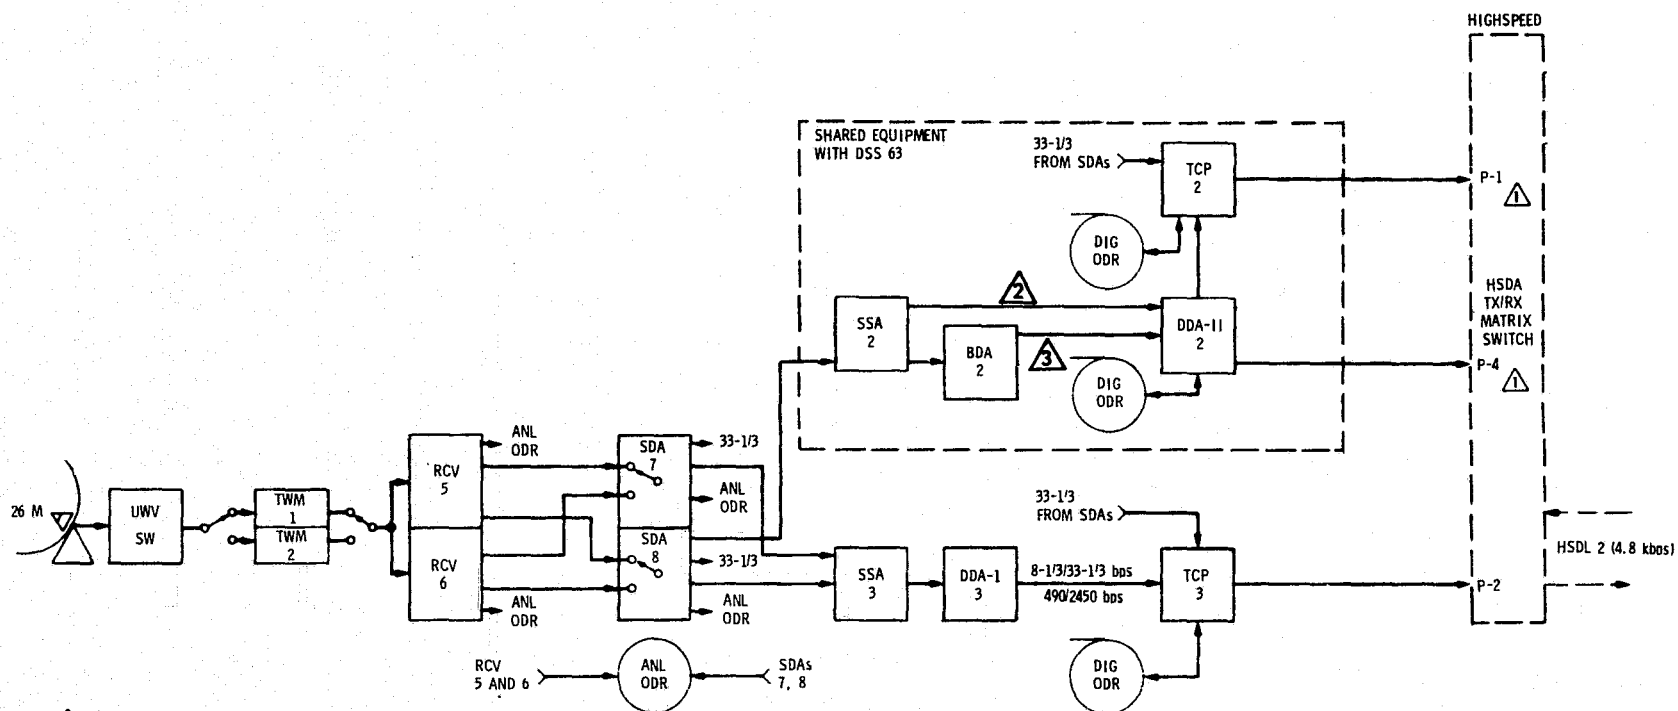 HIGHSPEED
SHARED EQUIPMENT
WITH DSS 63
33-1/3
FROM SDAs
TCP
2
P-1
1
DIG
ODR
2
SSA
2
BDA
2
3
DDA-II
2
DIG
ODR
HSDA
TX/RX
MATRIX
SWITCH
P-4
1
26 M
UWV
SW
TWM
1
TWM
2
RCV
5
RCV
6
ANL
ODR
ANL
ODR
SDA
7
SDA
8
33-1/3
ANL
ODR
33-1/3
ANL
ODR
SSA
3
DDA-I
3
8-1/3/33-1/3 bps
490/2450 bps
33-1/3
FROM SDAs
TCP
3
P-2
HSDL 2 (4.8 kbps)
RCV
5 AND 6
ANL
ODR
SDAs
7, 8
DIG
ODR